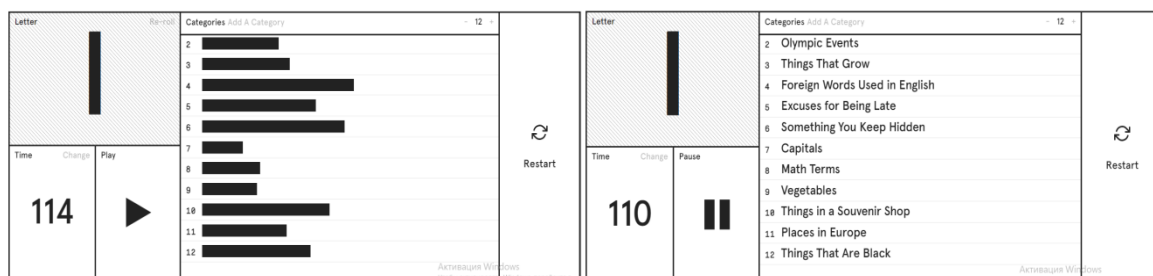 Letter Re-roll
I
Time Change
114
Play
Categories Add A Category - 12 +
2
3
4
5
6
7
8
9
10
11
12
Restart
Активация Windows
Letter
I
Time Change
110
Pause
Categories Add A Category - 12 +
2 Olympic Events
3 Things That Grow
4 Foreign Words Used in English
5 Excuses for Being Late
6 Something You Keep Hidden
7 Capitals
8 Math Terms
9 Vegetables
10 Things in a Souvenir Shop
11 Places in Europe
12 Things That Are Black
Restart
Активация Windows